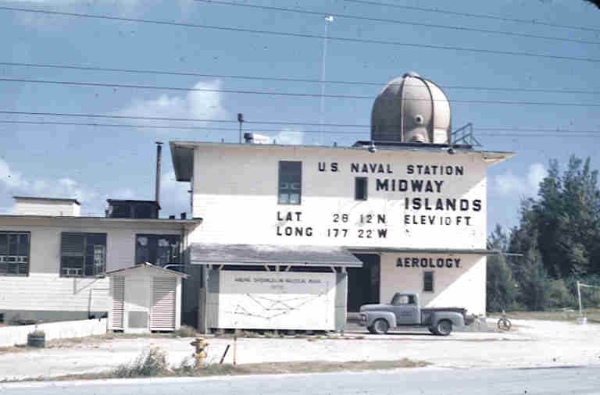 U.S. NAVAL STATION
MIDWAY
ISLANDS
LAT 28 12 N. ELEV 10 FT.
LONG 177 22 W
AEROLOGY.